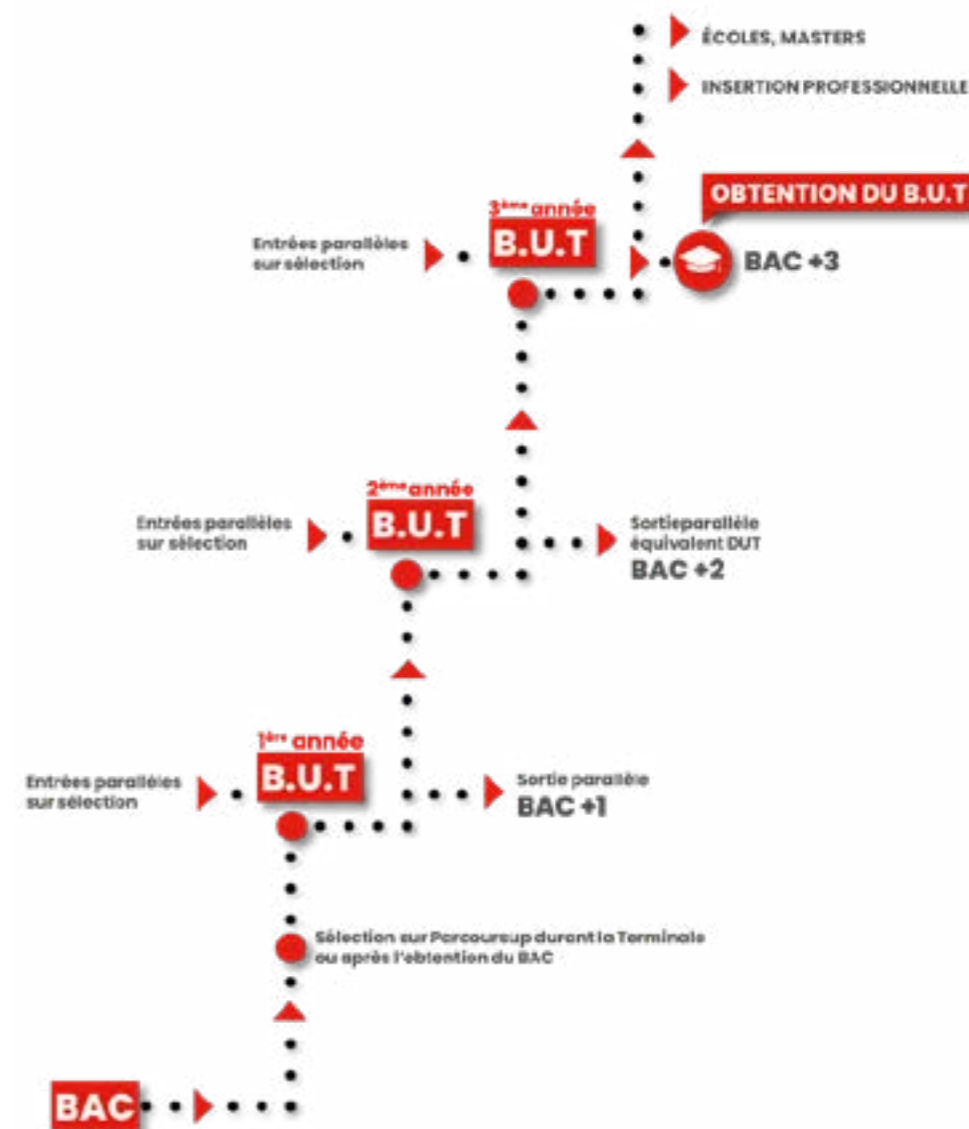 ÉCOLES, MASTERS
INSERTION PROFESSIONNELLE
OBTENTION DU B.U.T
BAC +3
3ème année
B.U.T
Entrées parallèles
sur sélection
2ème année
B.U.T
Entrées parallèles
sur sélection
Sortieparallèle
équivalent DUT
BAC +2
1ère année
B.U.T
Entrées parallèles
sur sélection
Sortie parallèle
BAC +1
Sélection sur Parcoursup durant la Terminale
ou après l'obtention du BAC
BAC